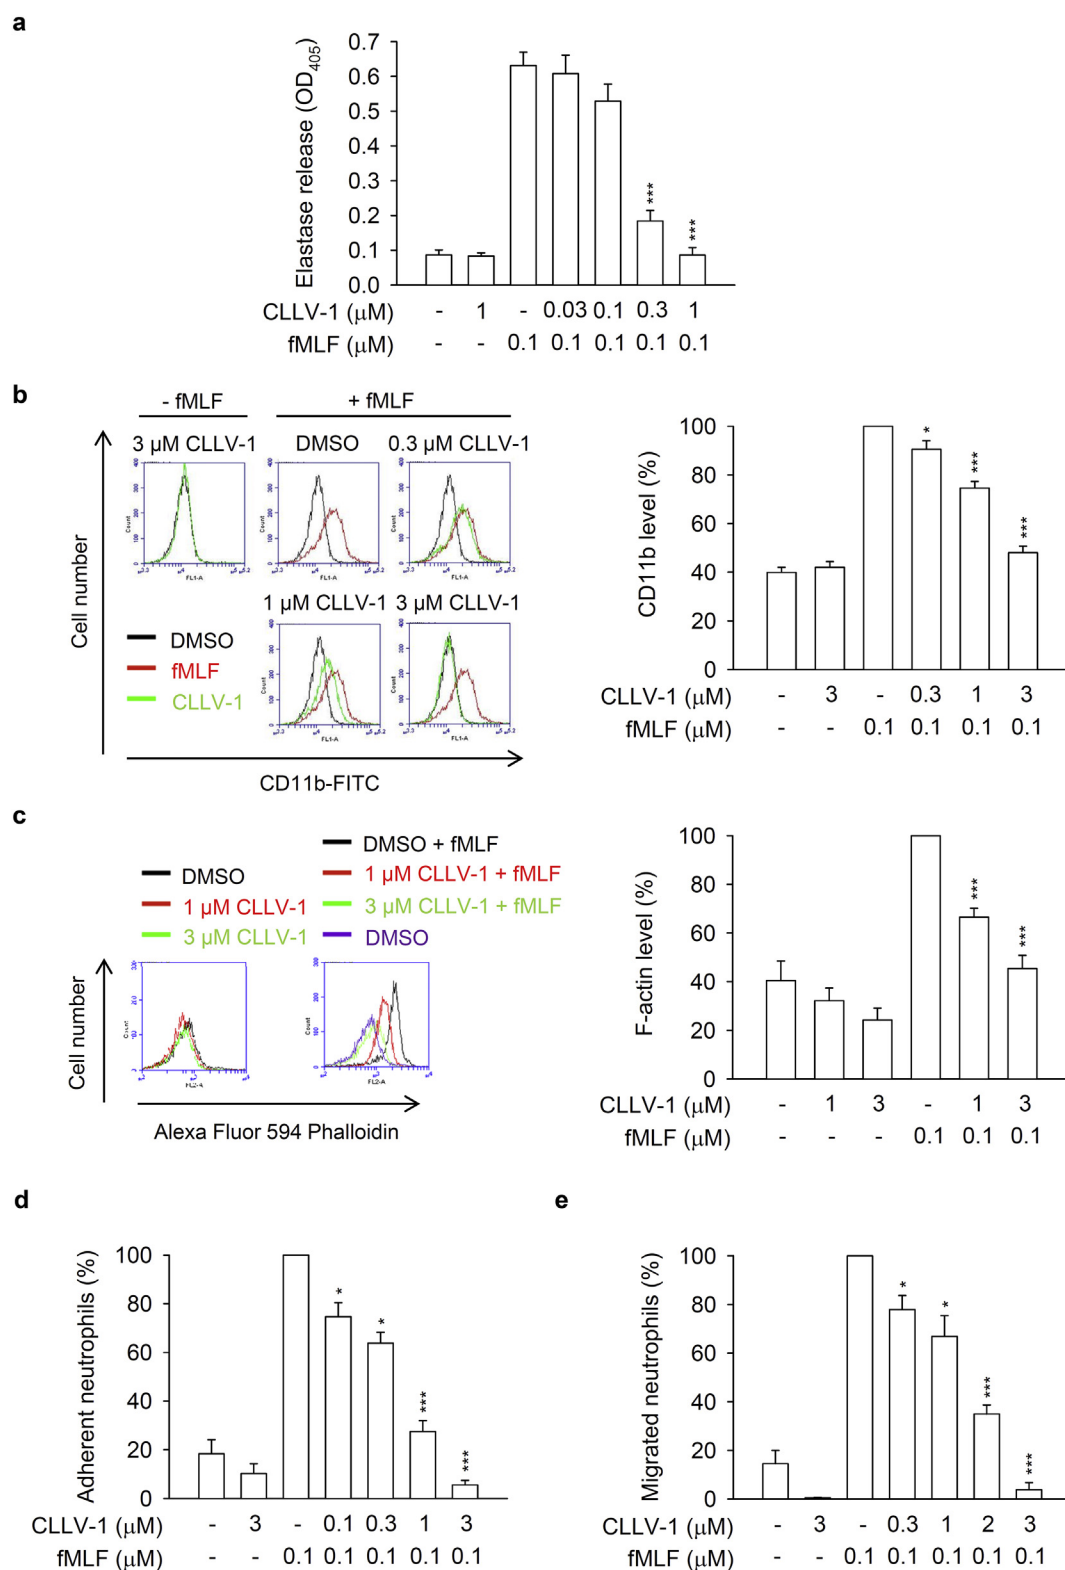 a
Elastase release (OD405)
0.7
0.6
0.5
0.4
0.3
0.2
0.1
0.0
***
***
CLLV-1 (µM) - 1 - 0.03 0.1 0.3 1
fMLF (µM) - - 0.1 0.1 0.1 0.1 0.1
b
- fMLF + fMLF
3 µM CLLV-1 DMSO 0.3 µM CLLV-1
1 µM CLLV-1 3 µM CLLV-1
Count
FL1-A
Cell number
DMSO
fMLF
CLLV-1
CD11b-FITC
CD11b level (%)
100
80
60
40
20
0
*
***
***
CLLV-1 (µM) - 3 - 0.3 1 3
fMLF (µM) - - 0.1 0.1 0.1 0.1
c
DMSO
1 µM CLLV-1
3 µM CLLV-1
DMSO + fMLF
1 µM CLLV-1 + fMLF
3 µM CLLV-1 + fMLF
DMSO
Cell number
Count
FL2-A
Alexa Fluor 594 Phalloidin
F-actin level (%)
100
80
60
40
20
0
***
***
CLLV-1 (µM) - 1 3 - 1 3
fMLF (µM) - - - 0.1 0.1 0.1
d
Adherent neutrophils (%)
100
80
60
40
20
0
*
*
***
***
CLLV-1 (µM) - 3 - 0.1 0.3 1 3
fMLF (µM) - - 0.1 0.1 0.1 0.1 0.1
e
Migrated neutrophils (%)
100
80
60
40
20
0
*
*
***
***
CLLV-1 (µM) - 3 - 0.3 1 2 3
fMLF (µM) - - 0.1 0.1 0.1 0.1 0.1